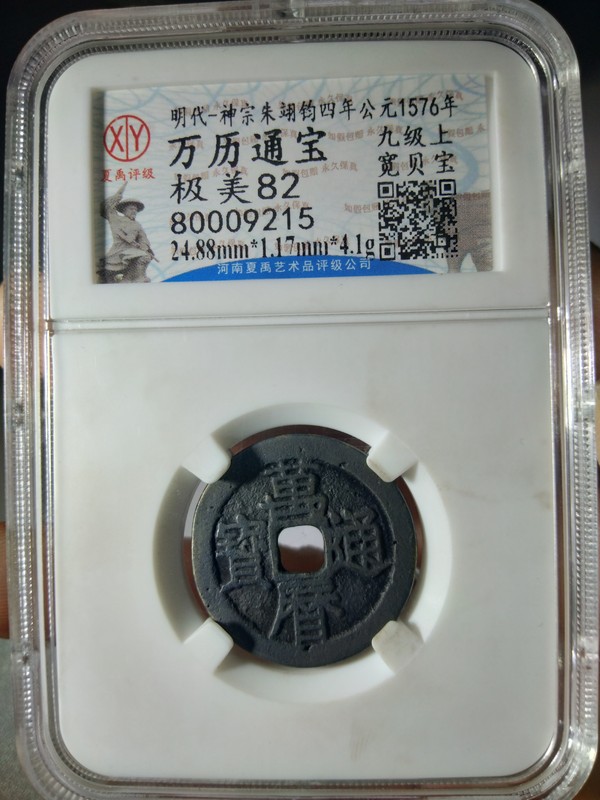 明代-神宗朱翊钧四年公元1576年
XY
夏禹评级
万历通宝
九级上
宽贝宝
极美82
80009215
24.88mm*1.17mm*4.1g
河南夏禹艺术品评级公司
萬
寶 通
曆